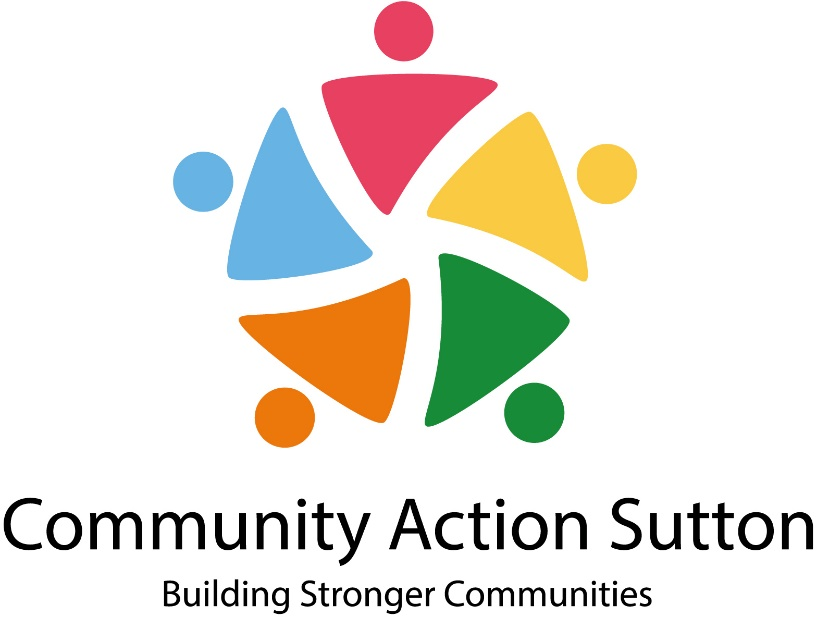 Community Action Sutton
Building Stronger Communities